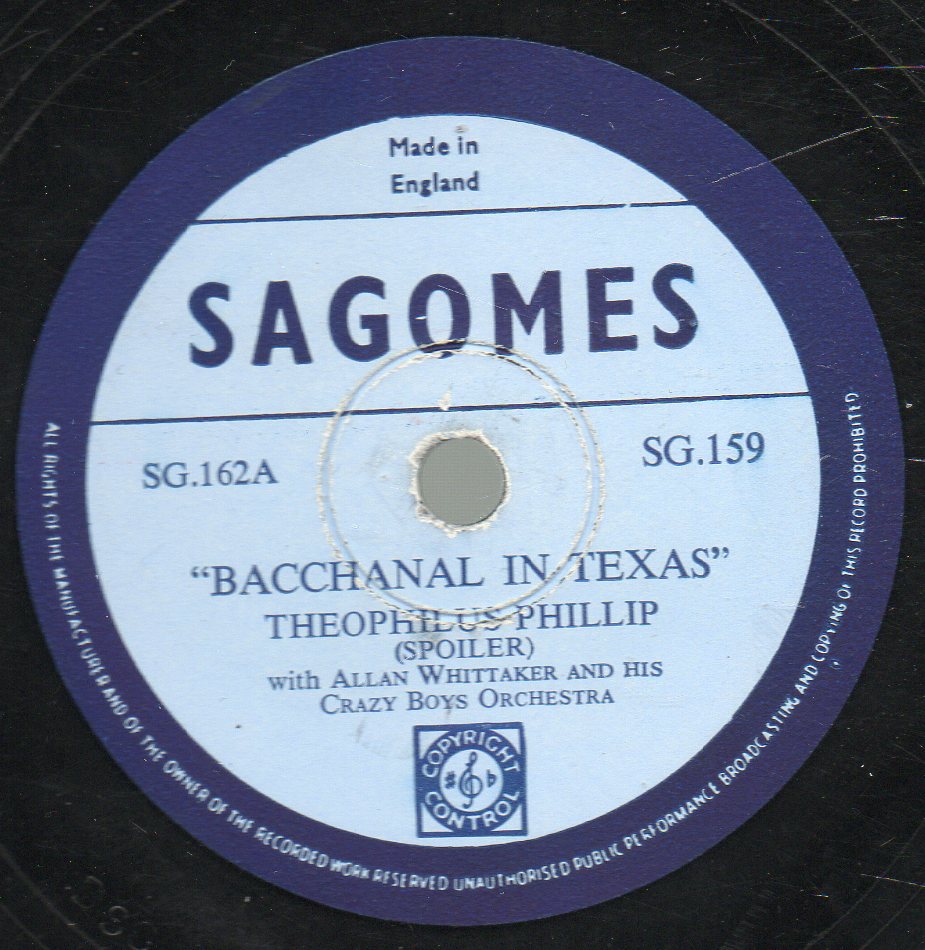 Made in
England
SAGOMES
SG.162A
SG.159
“BACCHANAL IN TEXAS”
THEOPHILUS PHILLIP
(SPOILER)
with ALLAN WHITTAKER AND HIS
CRAZY BOYS ORCHESTRA
COPYRIGHT
CONTROL
ALL RIGHTS OF THE MANUFACTURER AND OF THE OWNER OF THE RECORDED WORK RESERVED UNAUTHORISED PUBLIC PERFORMANCE BROADCASTING AND COPYING OF THIS RECORD PROHIBITED